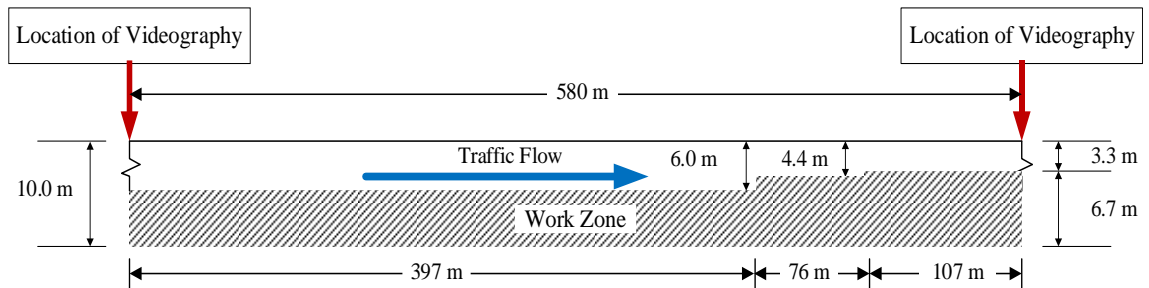 Location of Videography
Location of Videography
580 m
Traffic Flow
6.0 m
4.4 m
3.3 m
10.0 m
6.7 m
Work Zone
397 m
76 m
107 m